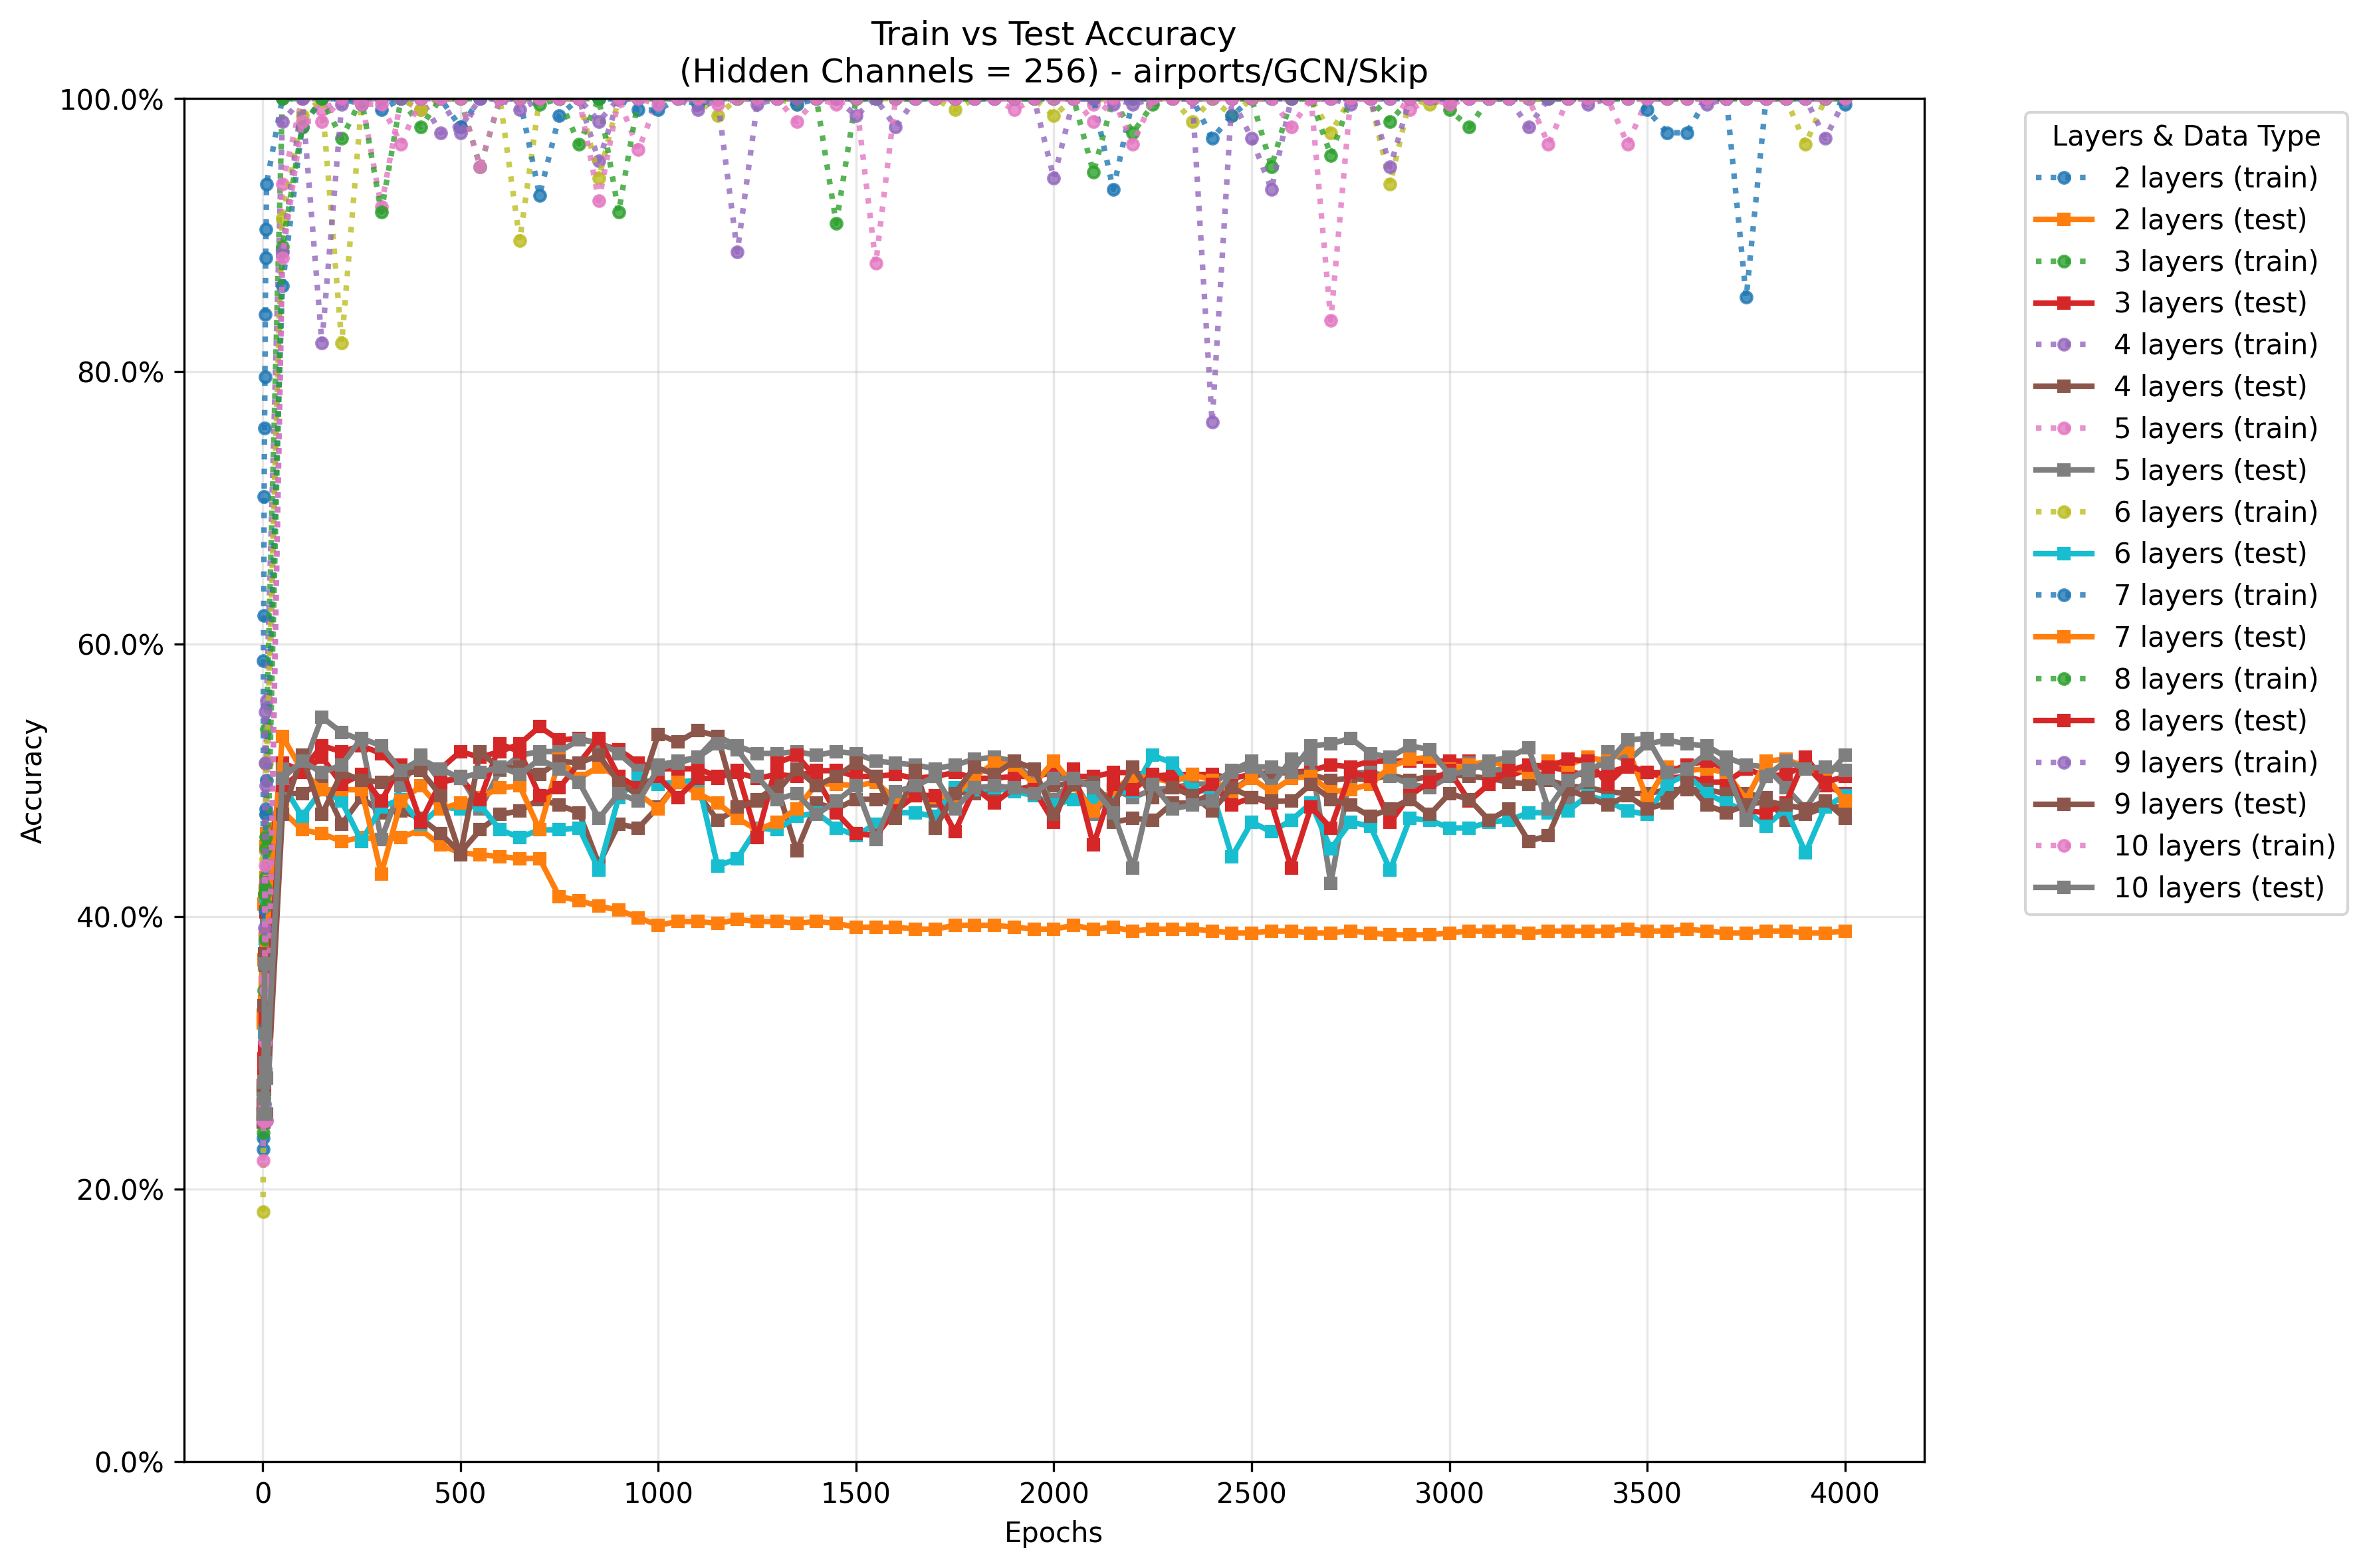 Train vs Test Accuracy
(Hidden Channels = 256) - airports/GCN/Skip
100.0%
80.0%
60.0%
40.0%
20.0%
0.0%
Accuracy
0
500
1000
1500
2000
2500
3000
3500
4000
Epochs
Layers & Data Type
2 layers (train)
2 layers (test)
3 layers (train)
3 layers (test)
4 layers (train)
4 layers (test)
5 layers (train)
5 layers (test)
6 layers (train)
6 layers (test)
7 layers (train)
7 layers (test)
8 layers (train)
8 layers (test)
9 layers (train)
9 layers (test)
10 layers (train)
10 layers (test)